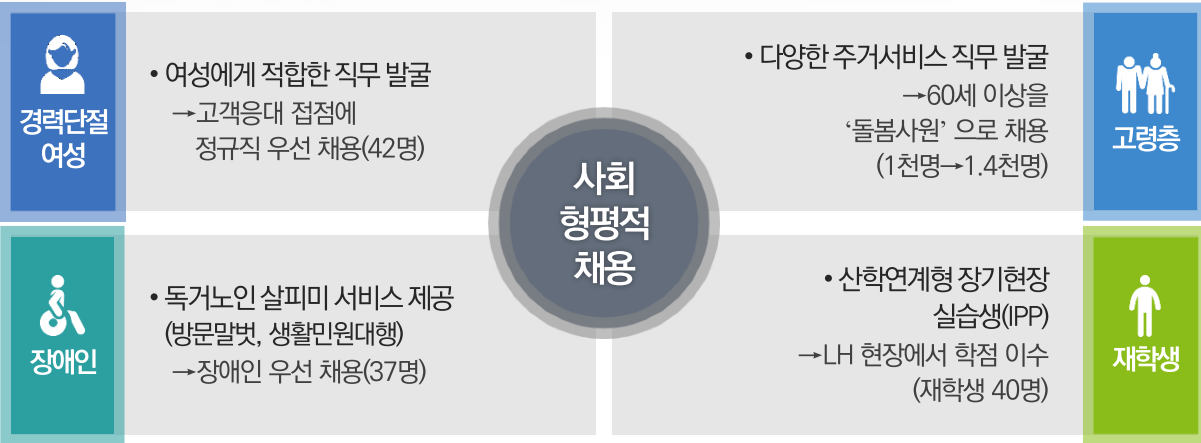 경력단절
여성
• 여성에게 적합한 직무 발굴
→고객응대 접점에
정규직 우선 채용(42명)
• 다양한 주거서비스 직무 발굴
→60세 이상을
‘돌봄사원’ 으로 채용
(1천명→1.4천명)
고령층
사회
형평적
채용
장애인
• 독거노인 살피미 서비스 제공
(방문말벗, 생활민원대행)
→장애인 우선 채용(37명)
• 산학연계형 장기현장
실습생(IPP)
→LH 현장에서 학점 이수
(재학생 40명)
재학생